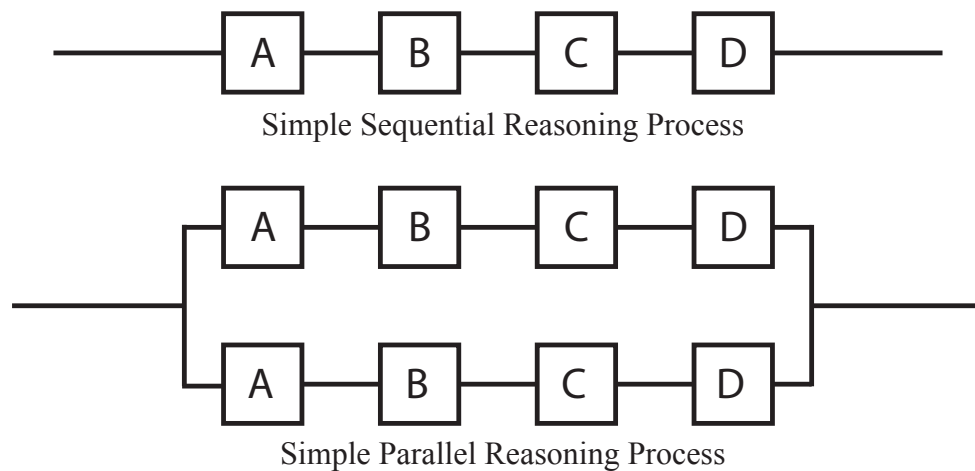 A B C D
Simple Sequential Reasoning Process
A B C D
A B C D
Simple Parallel Reasoning Process